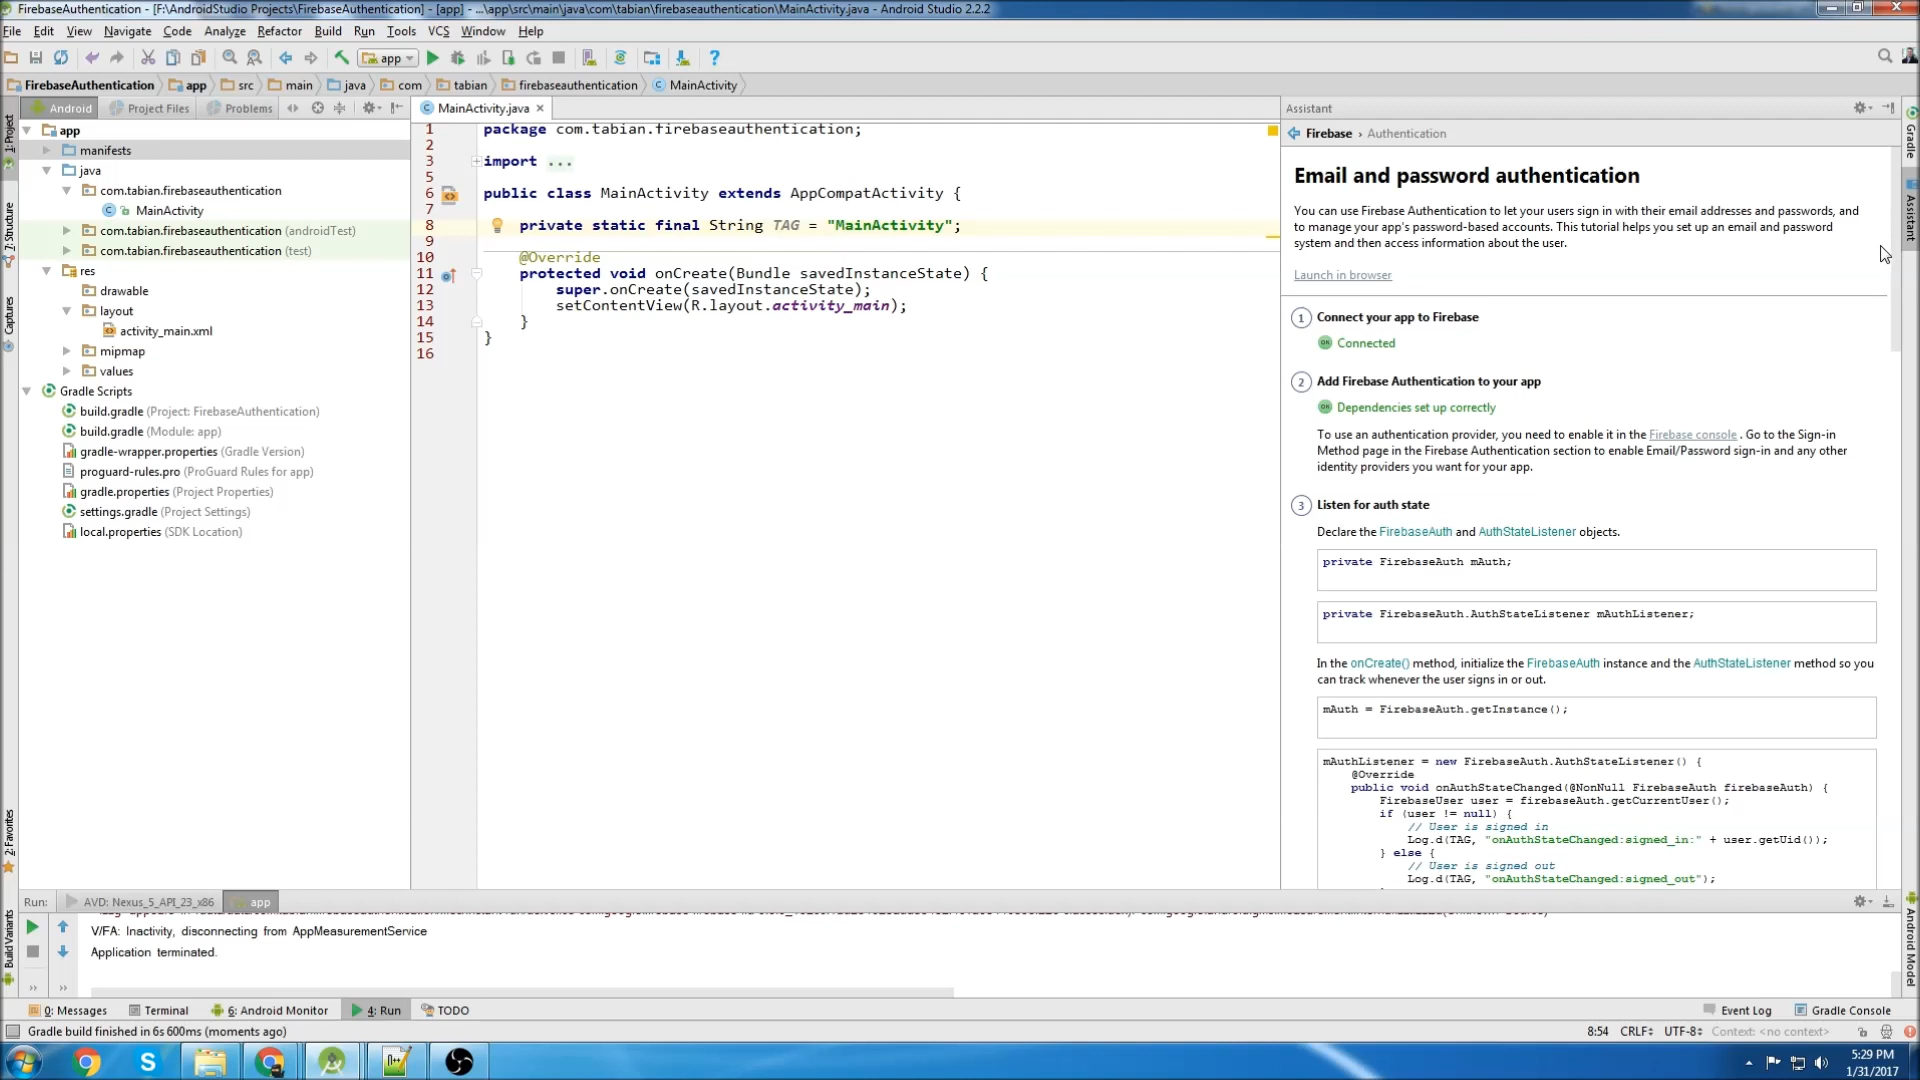 FirebaseAuthentication - [F:\AndroidStudio Projects\FirebaseAuthentication] - [app] - ...\app\src\main\java\com\tabian\firebaseauthentication\MainActivity.java - Android Studio 2.2.2
File Edit View Navigate Code Analyze Refactor Build Run Tools VCS Window Help
app
FirebaseAuthentication app src main java com tabian firebaseauthentication MainActivity
Android Project Files Problems
MainActivity.java
Assistant
1: Project
7: Structure
Captures
2: Favorites
Build Variants
Gradle
Assistant
Android Model
app
manifests
java
com.tabian.firebaseauthentication
MainActivity
com.tabian.firebaseauthentication (androidTest)
com.tabian.firebaseauthentication (test)
res
drawable
layout
activity_main.xml
mipmap
values
Gradle Scripts
build.gradle (Project: FirebaseAuthentication)
build.gradle (Module: app)
gradle-wrapper.properties (Gradle Version)
proguard-rules.pro (ProGuard Rules for app)
gradle.properties (Project Properties)
settings.gradle (Project Settings)
local.properties (SDK Location)
1 package com.tabian.firebaseauthentication;
2
3 import ...
5
6 public class MainActivity extends AppCompatActivity {
7
8 private static final String TAG = "MainActivity";
9
10 @Override
11 protected void onCreate(Bundle savedInstanceState) {
12 super.onCreate(savedInstanceState);
13 setContentView(R.layout.activity_main);
14 }
15 }
16
Firebase › Authentication
Email and password authentication
You can use Firebase Authentication to let your users sign in with their email addresses and passwords, and
to manage your app's password-based accounts. This tutorial helps you set up an email and password
system and then access information about the user.
Launch in browser
1 Connect your app to Firebase
Connected
2 Add Firebase Authentication to your app
Dependencies set up correctly
To use an authentication provider, you need to enable it in the Firebase console . Go to the Sign-in
Method page in the Firebase Authentication section to enable Email/Password sign-in and any other
identity providers you want for your app.
3 Listen for auth state
Declare the FirebaseAuth and AuthStateListener objects.
private FirebaseAuth mAuth;
private FirebaseAuth.AuthStateListener mAuthListener;
In the onCreate() method, initialize the FirebaseAuth instance and the AuthStateListener method so you
can track whenever the user signs in or out.
mAuth = FirebaseAuth.getInstance();
mAuthListener = new FirebaseAuth.AuthStateListener() {
@Override
public void onAuthStateChanged(@NonNull FirebaseAuth firebaseAuth) {
FirebaseUser user = firebaseAuth.getCurrentUser();
if (user != null) {
// User is signed in
Log.d(TAG, "onAuthStateChanged:signed_in:" + user.getUid());
} else {
// User is signed out
Log.d(TAG, "onAuthStateChanged:signed_out");
Run: AVD: Nexus_5_API_23_x86 app
V/FA: Inactivity, disconnecting from AppMeasurementService
Application terminated.
0: Messages Terminal 6: Android Monitor 4: Run TODO Event Log Gradle Console
Gradle build finished in 6s 600ms (moments ago) 8:54 CRLF UTF-8 Context: <no context>
5:29 PM
1/31/2017